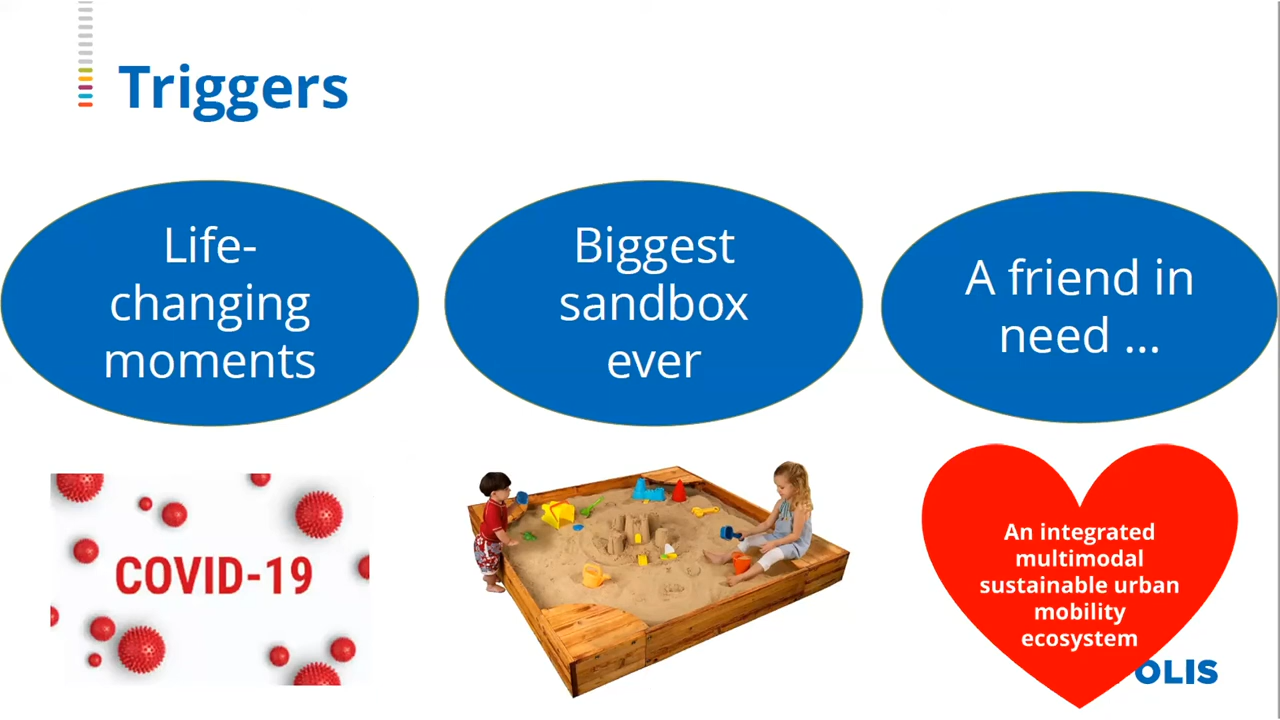 Triggers
Life-
changing
moments
Biggest
sandbox
ever
A friend in
need ...
COVID-19
An integrated
multimodal
sustainable urban
mobility
ecosystem
OLIS